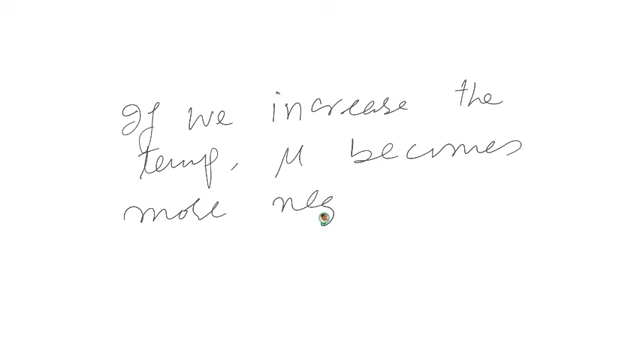 If we increase the
temp, μ becomes
more neg